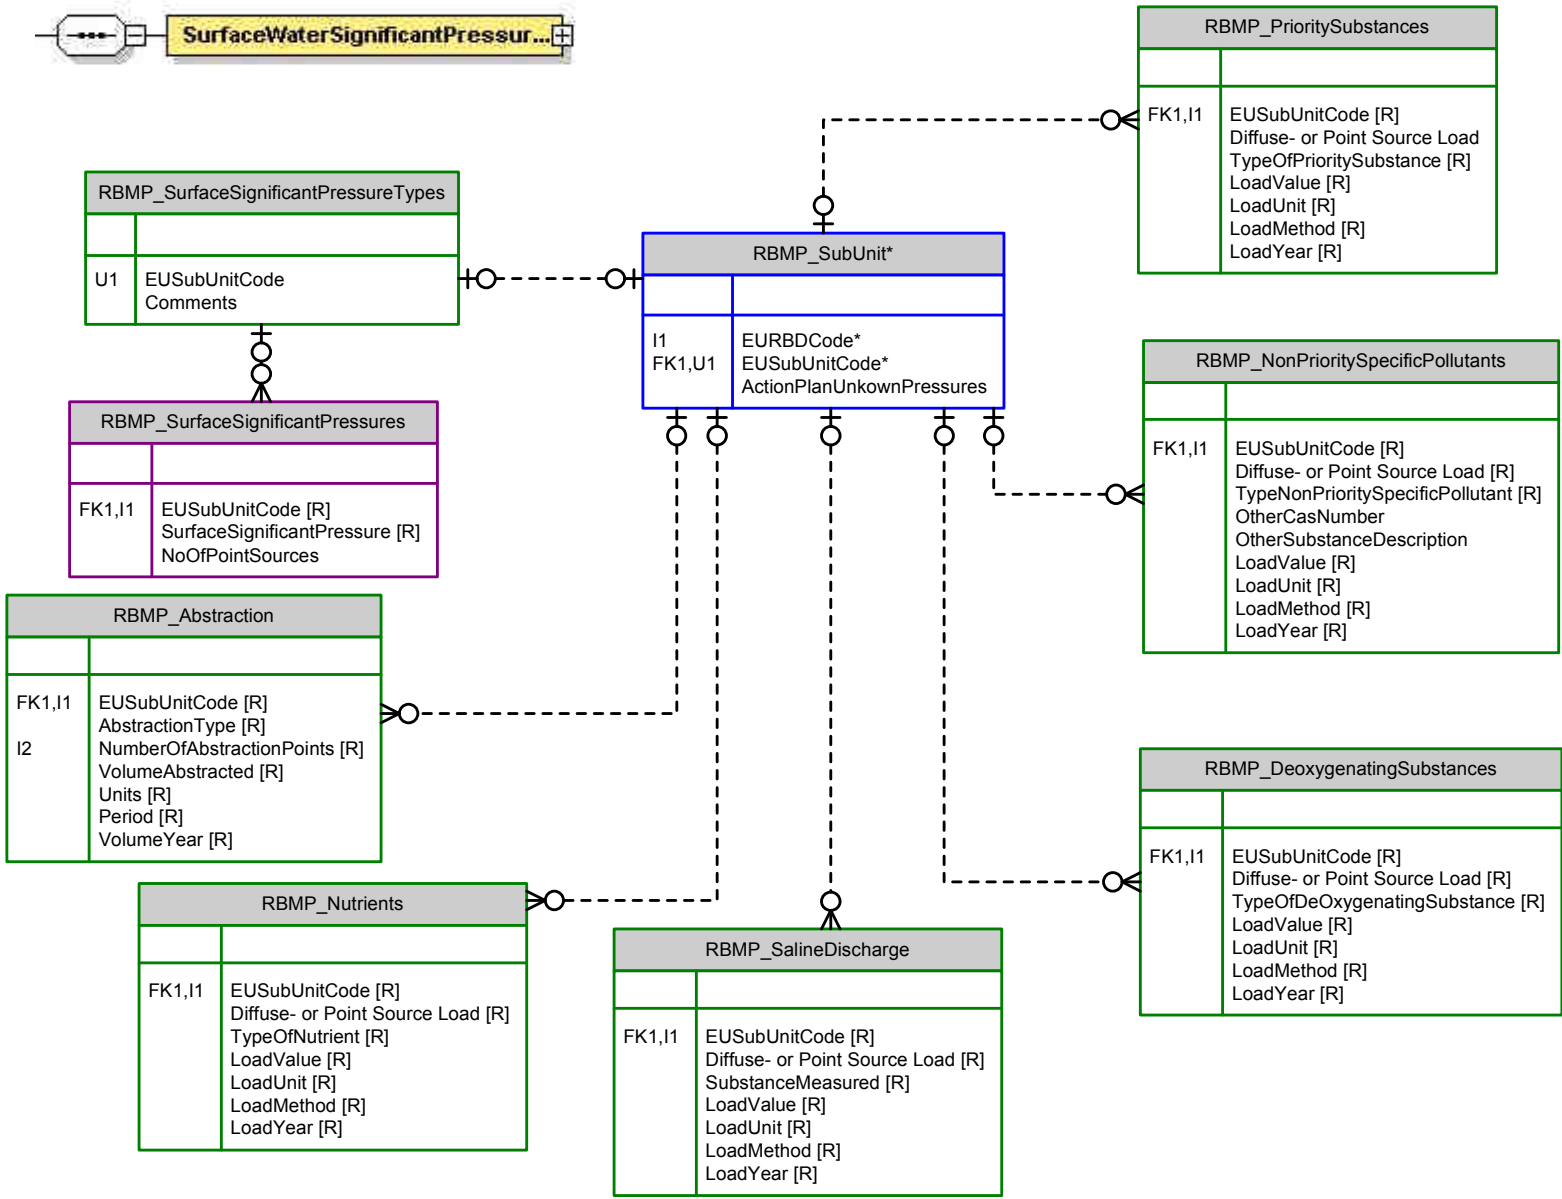 SurfaceWaterSignificantPressur...
RBMP_PrioritySubstances
FK1,I1 EUSubUnitCode [R]
Diffuse- or Point Source Load
TypeOfPrioritySubstance [R]
LoadValue [R]
LoadUnit [R]
LoadMethod [R]
LoadYear [R]
RBMP_SurfaceSignificantPressureTypes
U1 EUSubUnitCode
Comments
RBMP_SubUnit*
I1 EURBDCode*
FK1,U1 EUSubUnitCode*
ActionPlanUnkownPressures
RBMP_NonPrioritySpecificPollutants
FK1,I1 EUSubUnitCode [R]
Diffuse- or Point Source Load [R]
TypeNonPrioritySpecificPollutant [R]
OtherCasNumber
OtherSubstanceDescription
LoadValue [R]
LoadUnit [R]
LoadMethod [R]
LoadYear [R]
RBMP_SurfaceSignificantPressures
FK1,I1 EUSubUnitCode [R]
SurfaceSignificantPressure [R]
NoOfPointSources
RBMP_Abstraction
FK1,I1 EUSubUnitCode [R]
AbstractionType [R]
I2 NumberOfAbstractionPoints [R]
VolumeAbstracted [R]
Units [R]
Period [R]
VolumeYear [R]
RBMP_DeoxygenatingSubstances
FK1,I1 EUSubUnitCode [R]
Diffuse- or Point Source Load [R]
TypeOfDeOxygenatingSubstance [R]
LoadValue [R]
LoadUnit [R]
LoadMethod [R]
LoadYear [R]
RBMP_Nutrients
FK1,I1 EUSubUnitCode [R]
Diffuse- or Point Source Load [R]
TypeOfNutrient [R]
LoadValue [R]
LoadUnit [R]
LoadMethod [R]
LoadYear [R]
RBMP_SalineDischarge
FK1,I1 EUSubUnitCode [R]
Diffuse- or Point Source Load [R]
SubstanceMeasured [R]
LoadValue [R]
LoadUnit [R]
LoadMethod [R]
LoadYear [R]